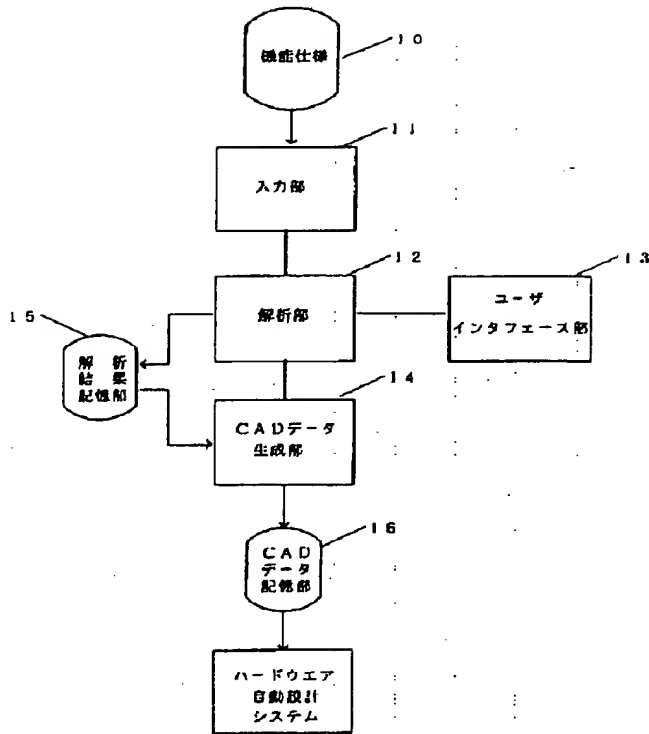 機能仕様
10
11
入力部
12
解析部
13
ユーザ
インタフェース部
15
解析
結果
記憶部
14
CADデータ
生成部
16
CAD
データ
記憶部
ハードウエア
自動設計
システム